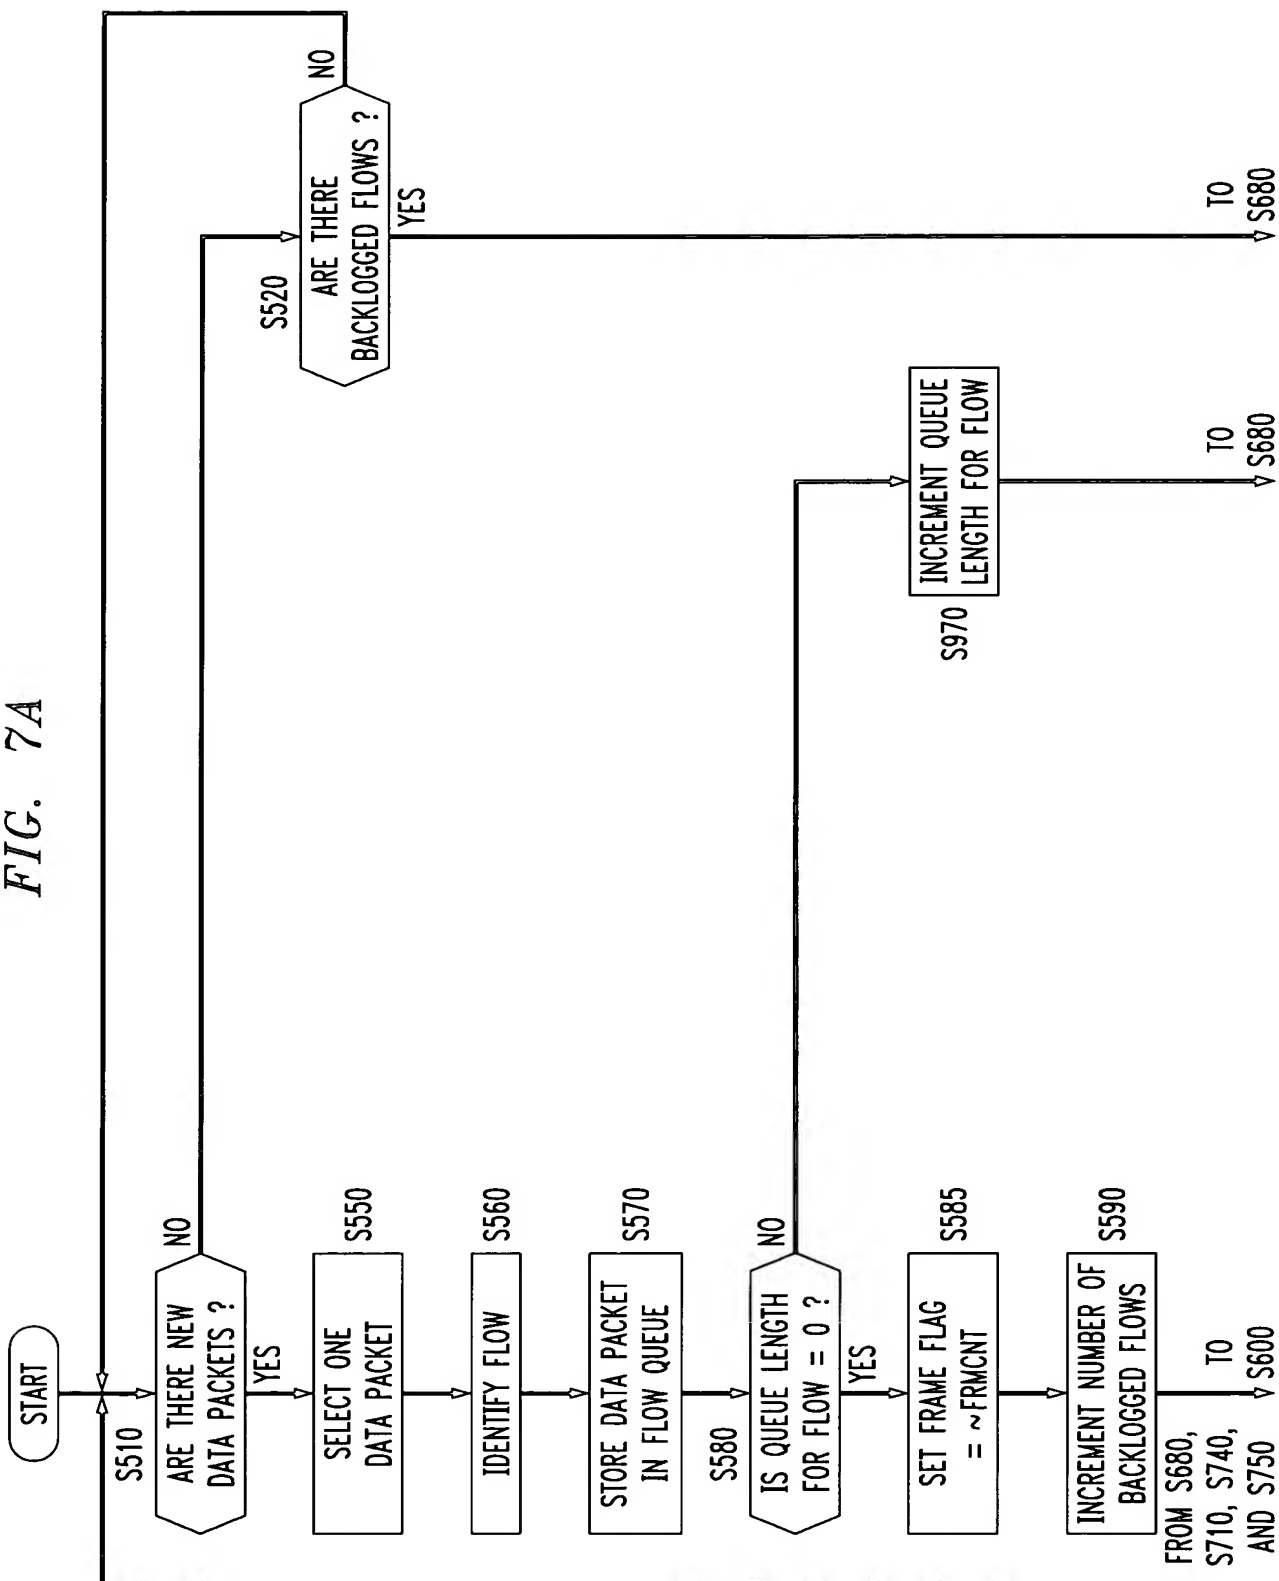 FIG. 7A
START
S510
ARE THERE NEW
DATA PACKETS ?
NO
YES
S520
ARE THERE
BACKLOGGED FLOWS ?
NO
YES
SELECT ONE
DATA PACKET
S550
IDENTIFY FLOW
S560
STORE DATA PACKET
IN FLOW QUEUE
S570
S580
IS QUEUE LENGTH
FOR FLOW = 0 ?
NO
YES
SET FRAME FLAG
= ~FRMCNT
S585
S970
INCREMENT QUEUE
LENGTH FOR FLOW
INCREMENT NUMBER OF
BACKLOGGED FLOWS
S590
FROM S680,
S710, S740,
AND S750
TO
S600
TO
S680
TO
S680